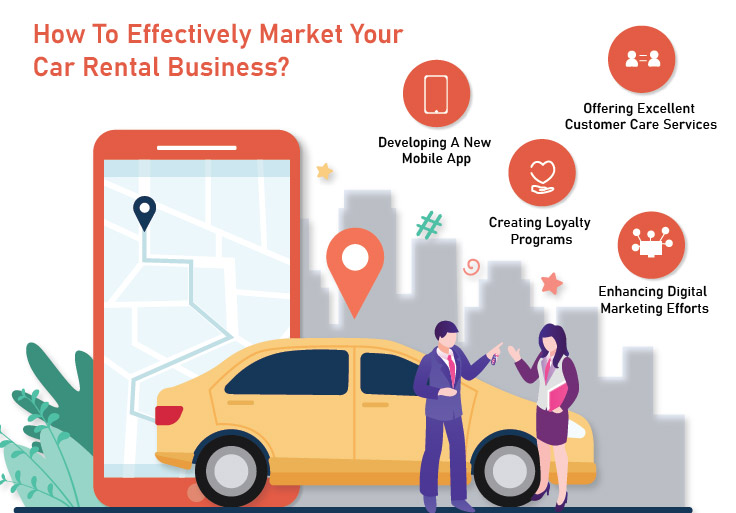 How To Effectively Market Your
Car Rental Business?
Developing A New
Mobile App
Offering Excellent
Customer Care Services
Creating Loyalty
Programs
Enhancing Digital
Marketing Efforts